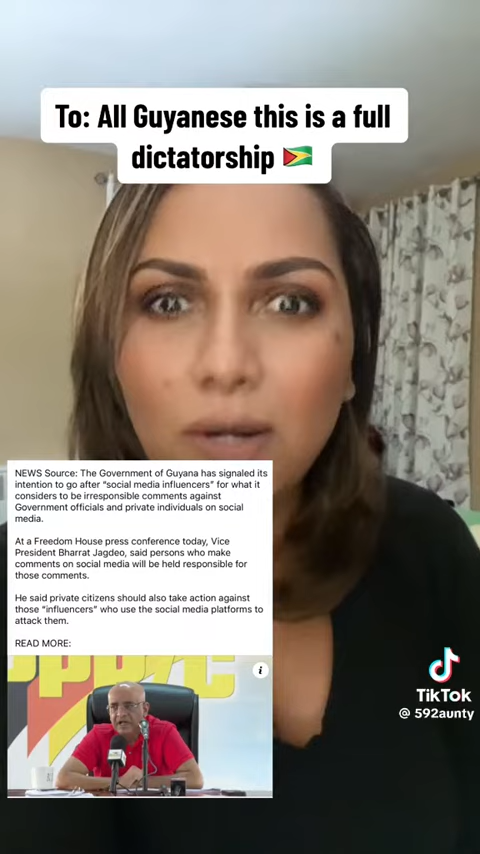 To: All Guyanese this is a full
dictatorship 🇬🇾
NEWS Source: The Government of Guyana has signaled its
intention to go after “social media influencers” for what it
considers to be irresponsible comments against
Government officials and private individuals on social
media.
At a Freedom House press conference today, Vice
President Bharrat Jagdeo, said persons who make
comments on social media will be held responsible for
those comments.
He said private citizens should also take action against
those “influencers” who use the social media platforms to
attack them.
READ MORE:
PPP/C
i
TikTok
@ 592aunty